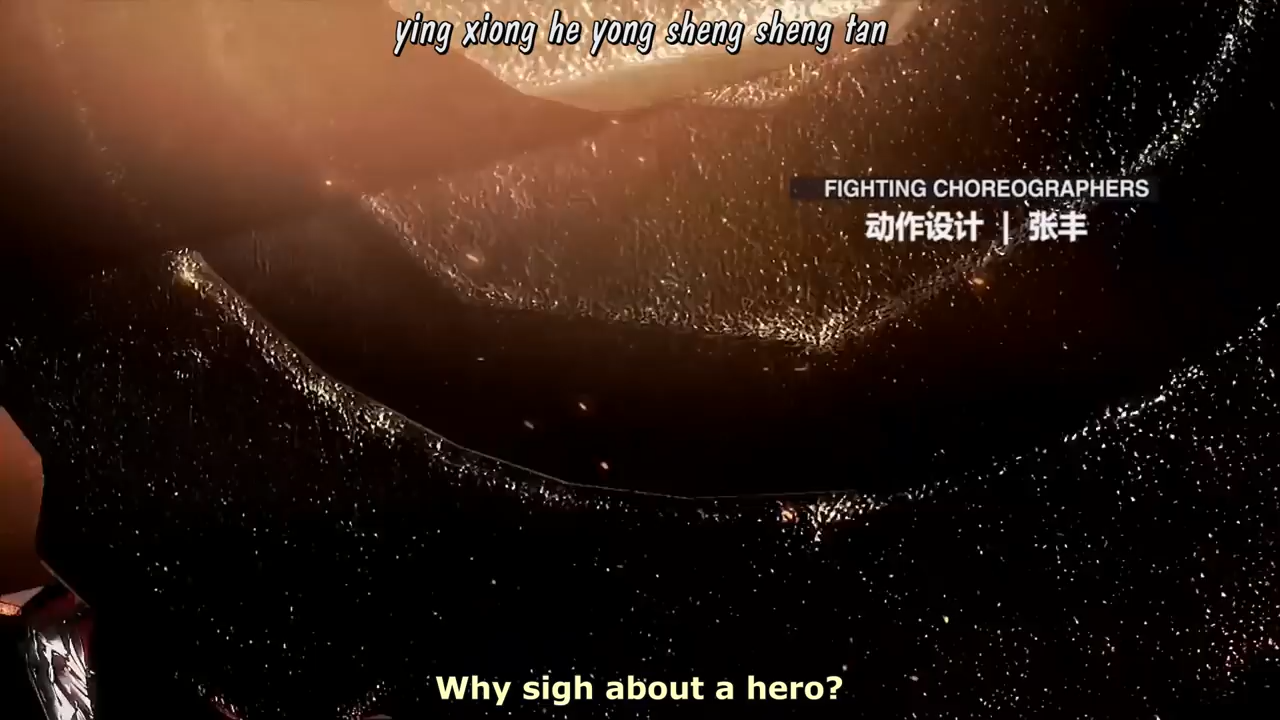 ying xiong he yong sheng sheng tan
FIGHTING CHOREOGRAPHERS
动作设计 | 张丰
Why sigh about a hero?